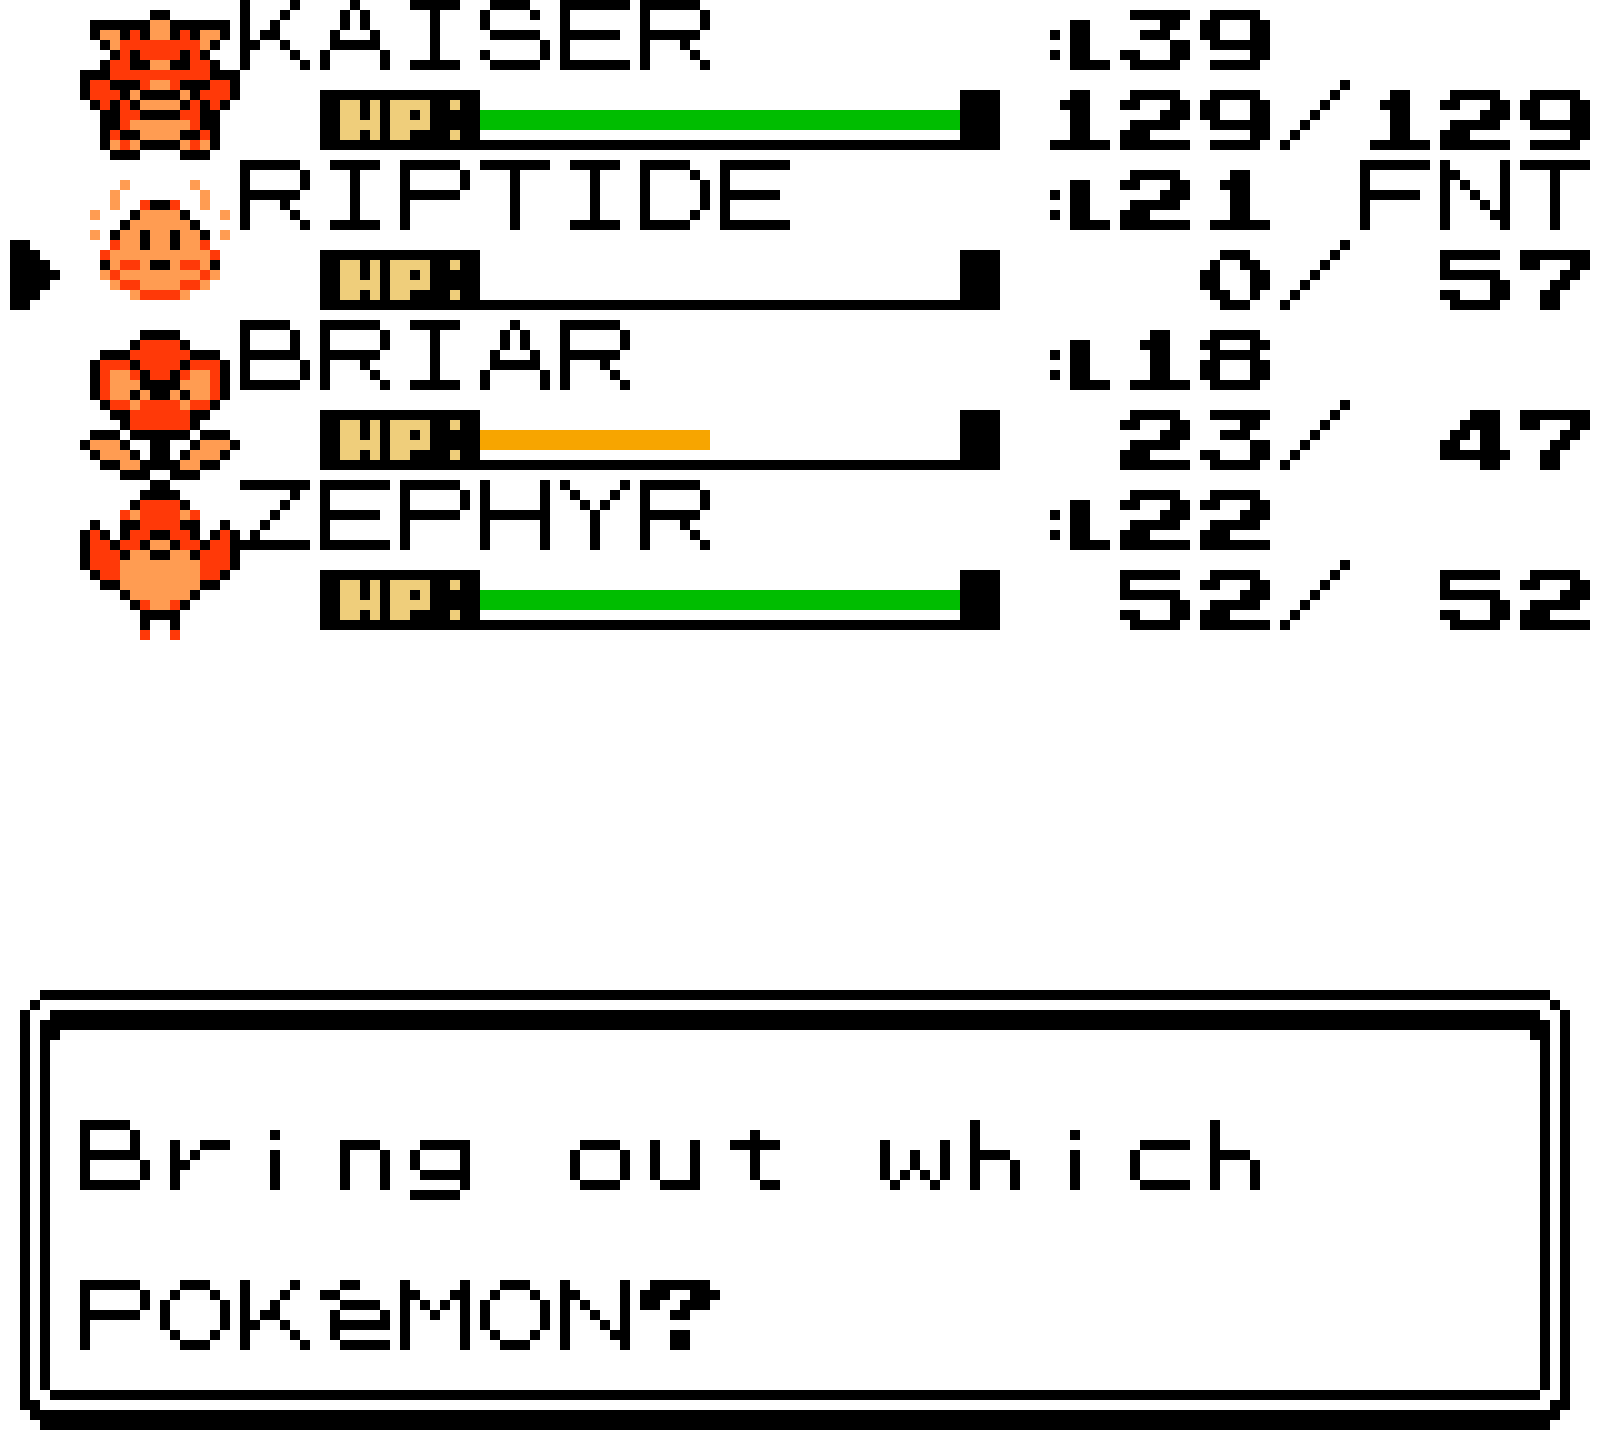 KAISER :L39
HP: 129/129
RIPTIDE :L21 FNT
HP: 0/ 57
BRIAR :L18
HP: 23/ 47
ZEPHYR :L22
HP: 52/ 52
Bring out which
POKéMON?